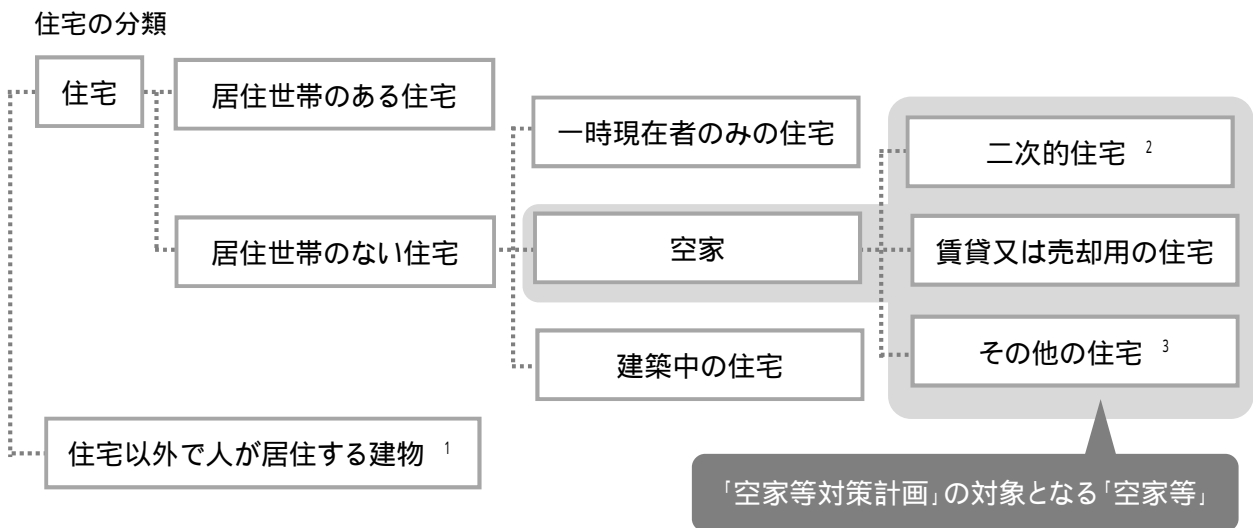 住宅の分類
住宅
居住世帯のある住宅
一時現在者のみの住宅
二次的住宅 2
居住世帯のない住宅
空家
賃貸又は売却用の住宅
建築中の住宅
その他の住宅 3
住宅以外で人が居住する建物 1
「空家等対策計画」の対象となる「空家等」